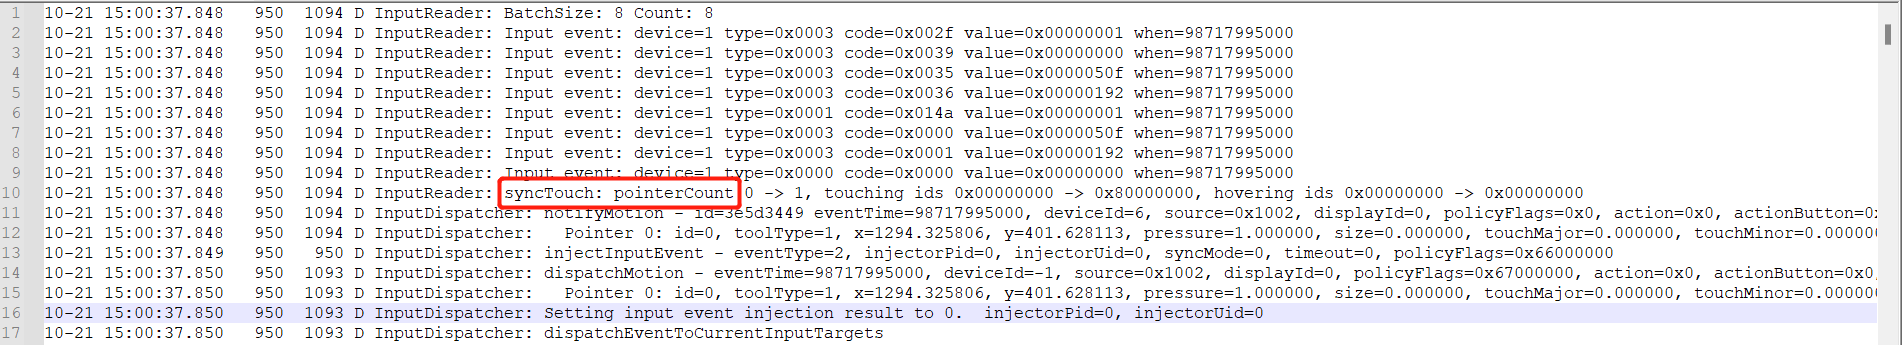 1 10-21 15:00:37.848 950 1094 D InputReader: BatchSize: 8 Count: 8
2 10-21 15:00:37.848 950 1094 D InputReader: Input event: device=1 type=0x0003 code=0x002f value=0x00000001 when=98717995000
3 10-21 15:00:37.848 950 1094 D InputReader: Input event: device=1 type=0x0003 code=0x0039 value=0x00000000 when=98717995000
4 10-21 15:00:37.848 950 1094 D InputReader: Input event: device=1 type=0x0003 code=0x0035 value=0x0000050f when=98717995000
5 10-21 15:00:37.848 950 1094 D InputReader: Input event: device=1 type=0x0003 code=0x0036 value=0x00000192 when=98717995000
6 10-21 15:00:37.848 950 1094 D InputReader: Input event: device=1 type=0x0001 code=0x014a value=0x00000001 when=98717995000
7 10-21 15:00:37.848 950 1094 D InputReader: Input event: device=1 type=0x0003 code=0x0000 value=0x0000050f when=98717995000
8 10-21 15:00:37.848 950 1094 D InputReader: Input event: device=1 type=0x0003 code=0x0001 value=0x00000192 when=98717995000
9 10-21 15:00:37.848 950 1094 D InputReader: Input event: device=1 type=0x0000 code=0x0000 value=0x00000000 when=98717995000
10 10-21 15:00:37.848 950 1094 D InputReader: syncTouch: pointerCount 0 -> 1, touching ids 0x00000000 -> 0x80000000, hovering ids 0x00000000 -> 0x00000000
11 10-21 15:00:37.848 950 1094 D InputDispatcher: notifyMotion - id=3e5d3449 eventTime=98717995000, deviceId=6, source=0x1002, displayId=0, policyFlags=0x0, action=0x0, actionButton=0x
12 10-21 15:00:37.848 950 1094 D InputDispatcher: Pointer 0: id=0, toolType=1, x=1294.325806, y=401.628113, pressure=1.000000, size=0.000000, touchMajor=0.000000, touchMinor=0.00000
13 10-21 15:00:37.849 950 950 D InputDispatcher: injectInputEvent - eventType=2, injectorPid=0, injectorUid=0, syncMode=0, timeout=0, policyFlags=0x66000000
14 10-21 15:00:37.850 950 1093 D InputDispatcher: dispatchMotion - eventTime=98717995000, deviceId=-1, source=0x1002, displayId=0, policyFlags=0x67000000, action=0x0, actionButton=0x0
15 10-21 15:00:37.850 950 1093 D InputDispatcher: Pointer 0: id=0, toolType=1, x=1294.325806, y=401.628113, pressure=1.000000, size=0.000000, touchMajor=0.000000, touchMinor=0.00000
16 10-21 15:00:37.850 950 1093 D InputDispatcher: Setting input event injection result to 0. injectorPid=0, injectorUid=0
17 10-21 15:00:37.850 950 1093 D InputDispatcher: dispatchEventToCurrentInputTargets